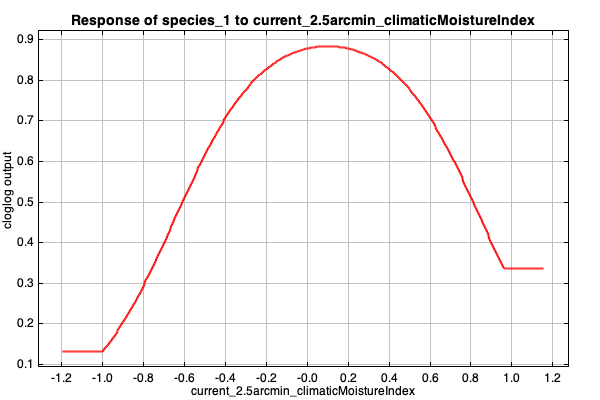 Response of species_1 to current_2.5arcmin_climaticMoistureIndex
0.9
0.8
0.7
0.6
0.5
0.4
0.3
0.2
0.1
cloglog output
-1.2 -1.0 -0.8 -0.6 -0.4 -0.2 -0.0 0.2 0.4 0.6 0.8 1.0 1.2
current_2.5arcmin_climaticMoistureIndex